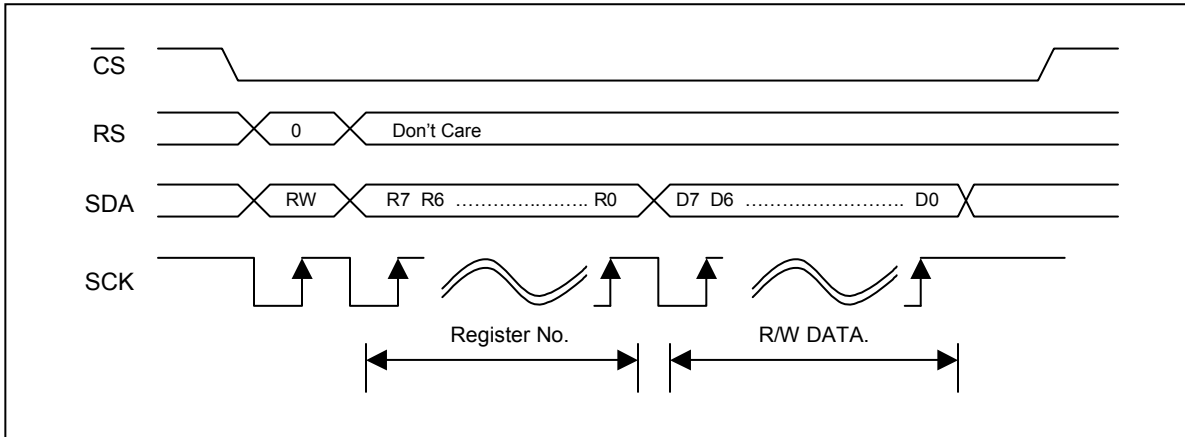 CS
RS 0 Don't Care
SDA RW R7 R6 ........................ R0 D7 D6 ............................ D0
SCK
Register No. R/W DATA.